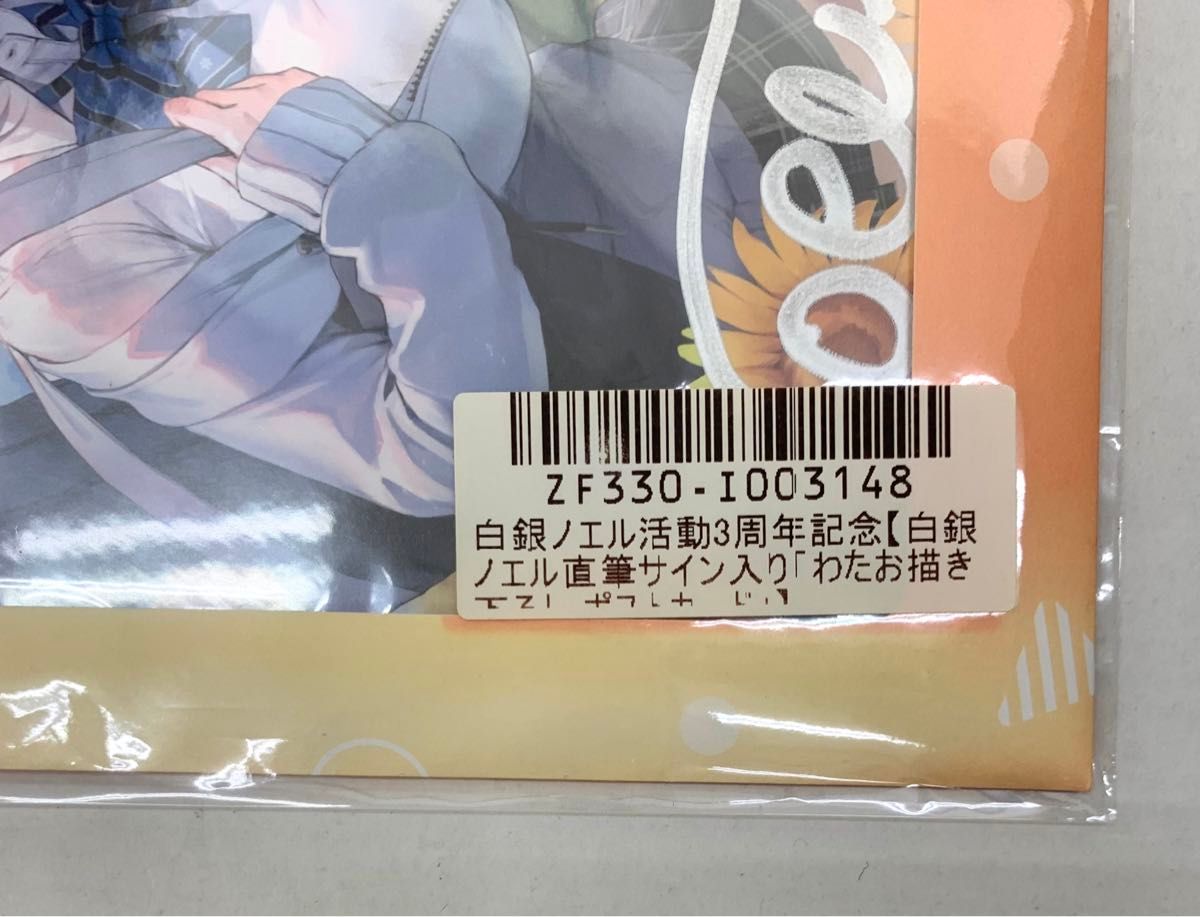 oel
ZF330-I003148
白銀ノエル活動3周年記念【白銀
ノエル直筆サイン入り「わたお描き